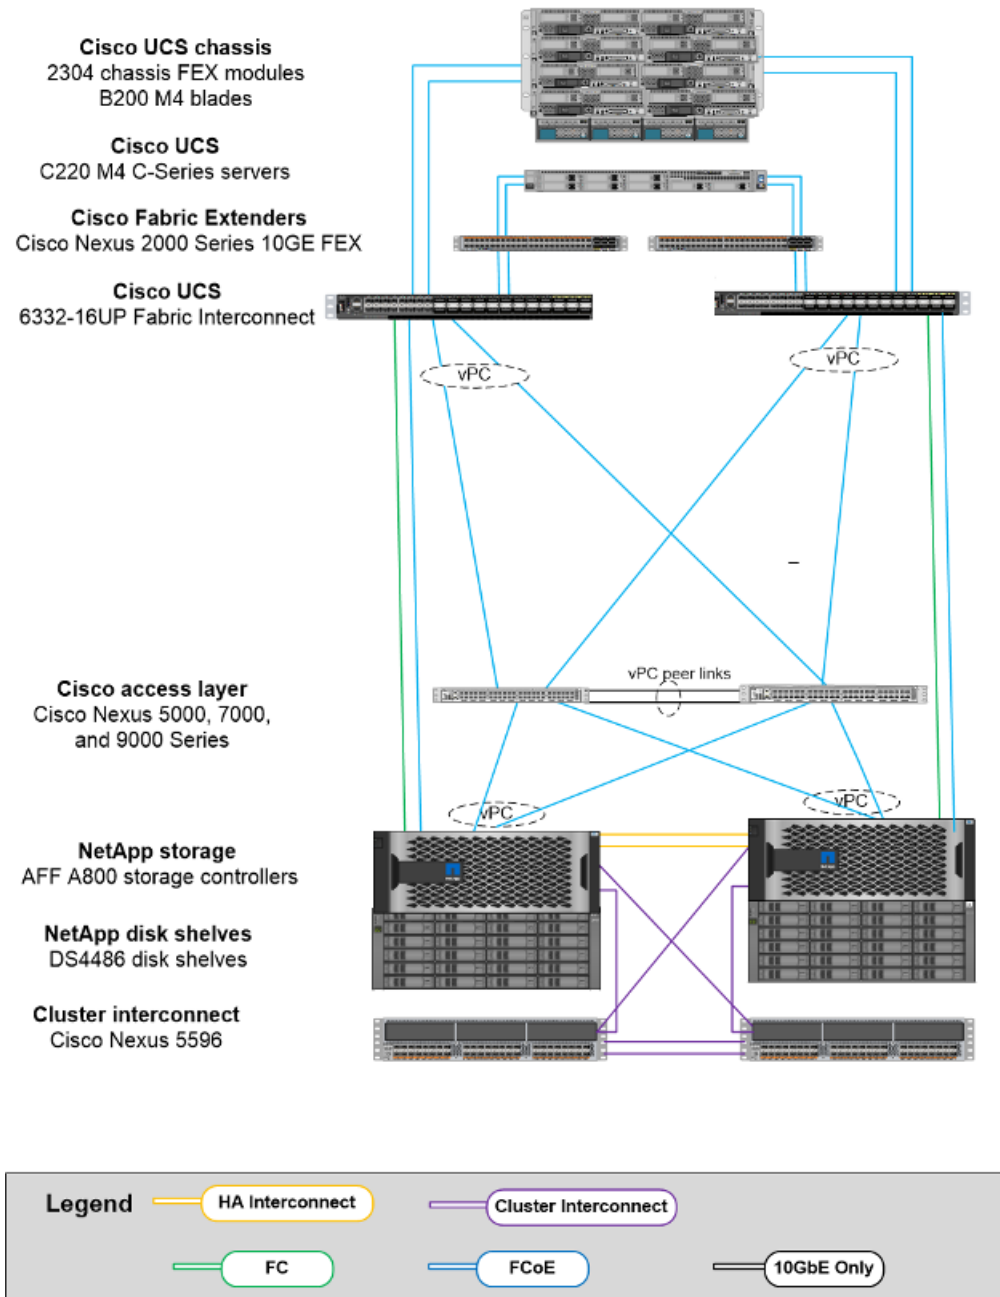 Cisco UCS chassis
2304 chassis FEX modules
B200 M4 blades
Cisco UCS
C220 M4 C-Series servers
Cisco Fabric Extenders
Cisco Nexus 2000 Series 10GE FEX
Cisco UCS
6332-16UP Fabric Interconnect
vPC
vPC
vPC peer links
Cisco access layer
Cisco Nexus 5000, 7000,
and 9000 Series
vPC
vPC
NetApp storage
AFF A800 storage controllers
NetApp disk shelves
DS4486 disk shelves
Cluster interconnect
Cisco Nexus 5596
Legend
HA Interconnect
Cluster Interconnect
FC
FCoE
10GbE Only